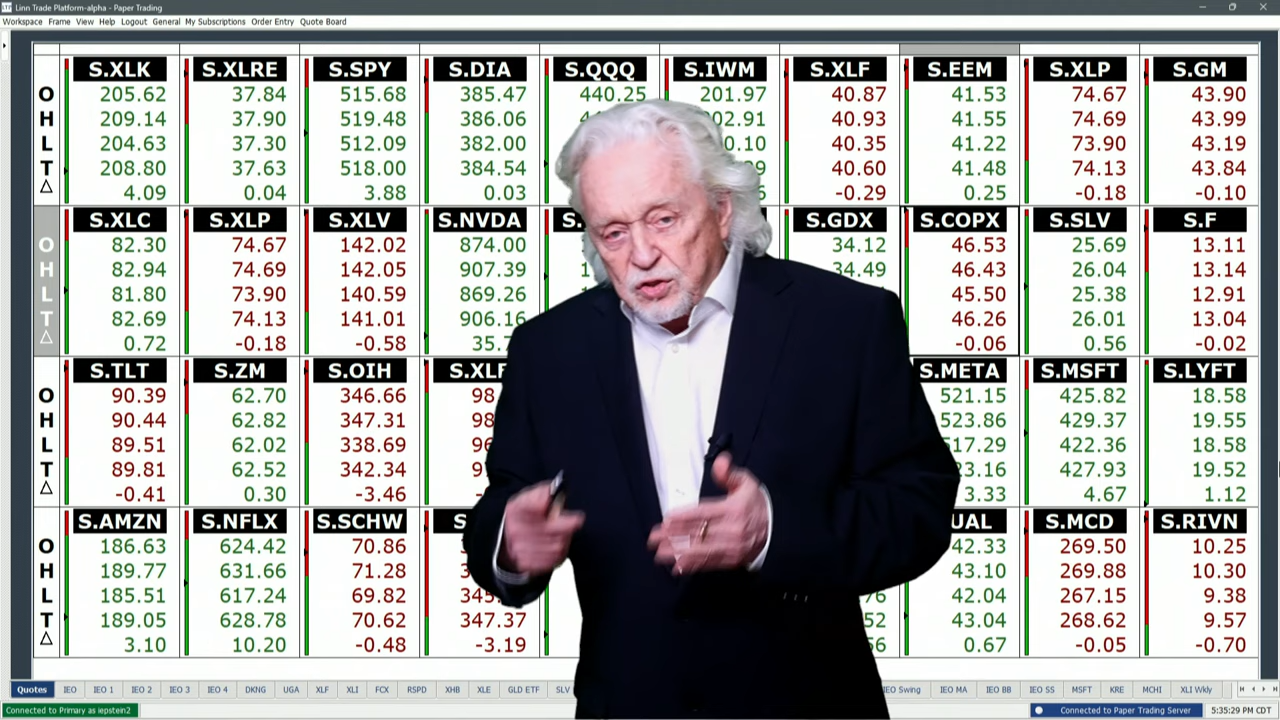 Linn Trade Platform-alpha - Paper Trading
Workspace Frame View Help Logout General My Subscriptions Order Entry Quote Board
S.XLK S.XLRE S.SPY S.DIA S.QQQ S.IWM S.XLF S.EEM S.XLP S.GM
O 205.62 37.84 515.68 385.47 440.25 201.97 40.87 41.53 74.67 43.90
H 209.14 37.90 519.48 386.06 40.93 41.55 74.69 43.99
L 204.63 37.30 512.09 382.00 40.35 41.22 73.90 43.19
T 208.80 37.63 518.00 384.54 40.60 41.48 74.13 43.84
△ 4.09 0.04 3.88 0.03 -0.29 0.25 -0.18 -0.10
S.XLC S.XLP S.XLV S.NVDA S.GDX S.COPX S.SLV S.F
O 82.30 74.67 142.02 874.00 34.12 46.53 25.69 13.11
H 82.94 74.69 142.05 907.39 34.49 46.43 26.04 13.14
L 81.80 73.90 140.59 869.26 45.50 25.38 12.91
T 82.69 74.13 141.01 906.16 46.26 26.01 13.04
△ 0.72 -0.18 -0.58 -0.06 0.56 -0.02
S.TLT S.ZM S.OIH S.META S.MSFT S.LYFT
O 90.39 62.70 346.66 521.15 425.82 18.58
H 90.44 62.82 347.31 523.86 429.37 19.55
L 89.51 62.02 338.69 517.29 422.36 18.58
T 89.81 62.52 342.34 427.93 19.52
△ -0.41 0.30 -3.46 3.33 4.67 1.12
S.AMZN S.NFLX S.SCHW UAL S.MCD S.RIVN
O 186.63 624.42 70.86 42.33 269.50 10.25
H 189.77 631.66 71.28 43.10 269.88 10.30
L 185.51 617.24 69.82 42.04 267.15 9.38
T 189.05 628.78 70.62 347.37 43.04 268.62 9.57
△ 3.10 10.20 -0.48 -3.19 0.67 -0.05 -0.70
Quotes IEO IEO 1 IEO 2 IEO 3 IEO 4 DKNG UGA XLF XLI FCX RSPD XHB XLE GLD ETF SLV IEO Swing IEO MA IEO BB IEO SS MSFT KRE MCHI XLI Wkly
Connected to Primary as iepstein2 Connected to Paper Trading Server 5:35:29 PM CDT